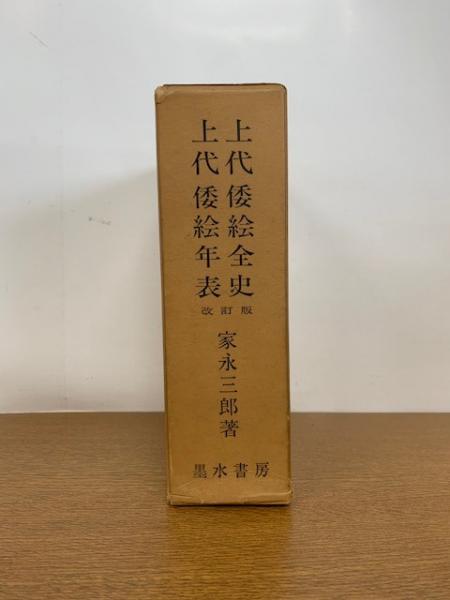 上代倭絵全史
上代倭絵年表
改訂版
家永三郎著
墨水書房